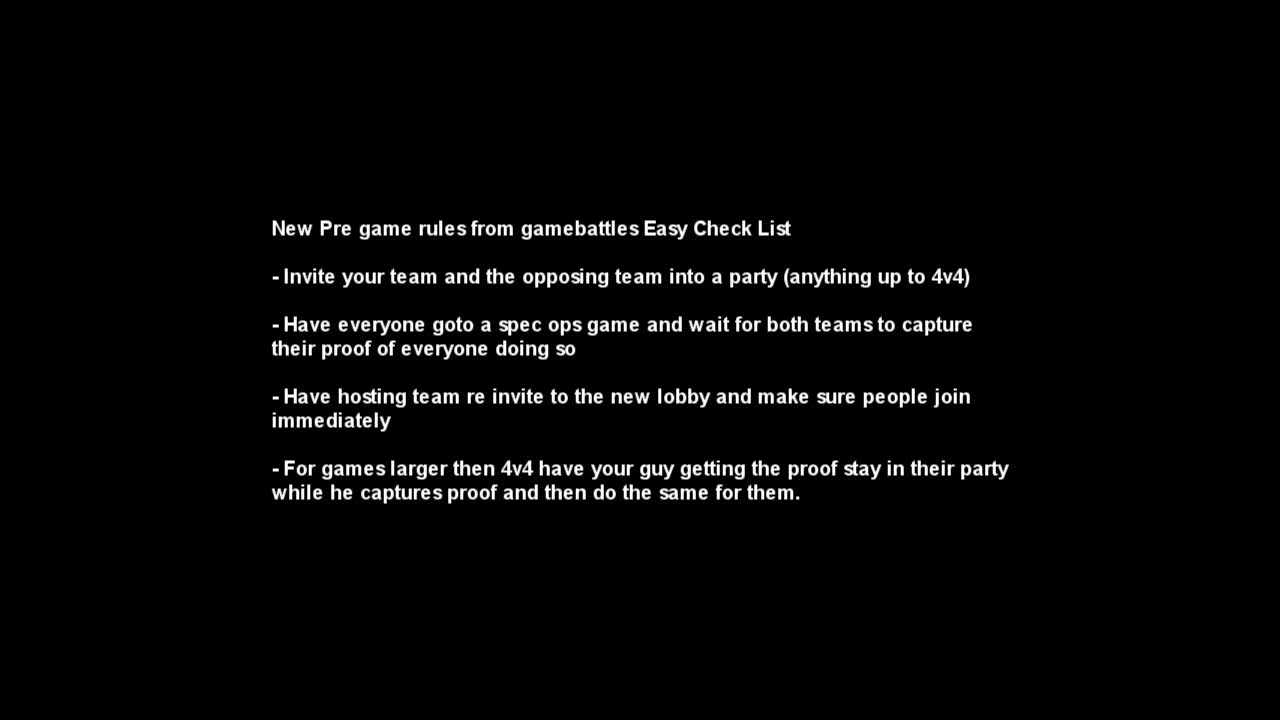 New Pre game rules from gamebattles Easy Check List
- Invite your team and the opposing team into a party (anything up to 4v4)
- Have everyone goto a spec ops game and wait for both teams to capture
their proof of everyone doing so
- Have hosting team re invite to the new lobby and make sure people join
immediately
- For games larger then 4v4 have your guy getting the proof stay in their party
while he captures proof and then do the same for them.